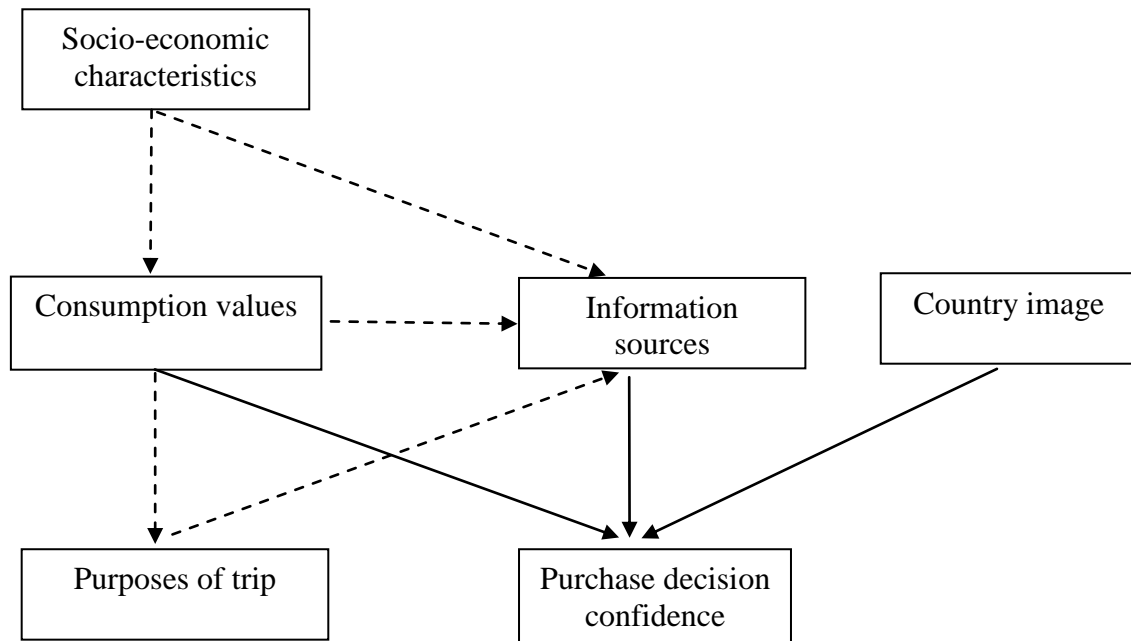 Socio-economic
characteristics
Consumption values
Information
sources
Country image
Purposes of trip
Purchase decision
confidence